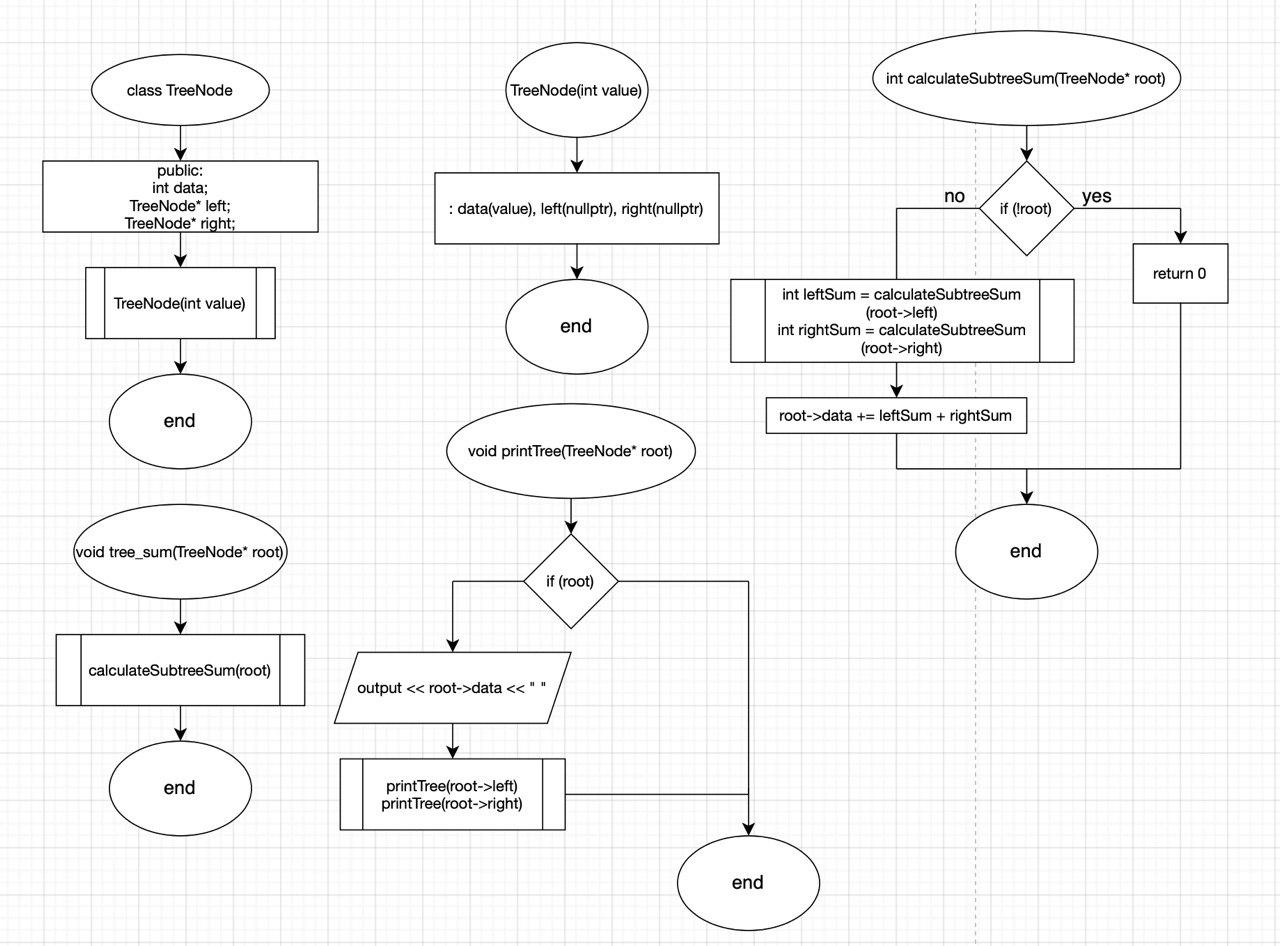 class TreeNode
public:
int data;
TreeNode* left;
TreeNode* right;
TreeNode(int value)
end
TreeNode(int value)
: data(value), left(nullptr), right(nullptr)
end
int calculateSubtreeSum(TreeNode* root)
if (!root)
no
yes
return 0
int leftSum = calculateSubtreeSum
(root->left)
int rightSum = calculateSubtreeSum
(root->right)
root->data += leftSum + rightSum
end
void tree_sum(TreeNode* root)
calculateSubtreeSum(root)
end
void printTree(TreeNode* root)
if (root)
output << root->data << " "
printTree(root->left)
printTree(root->right)
end